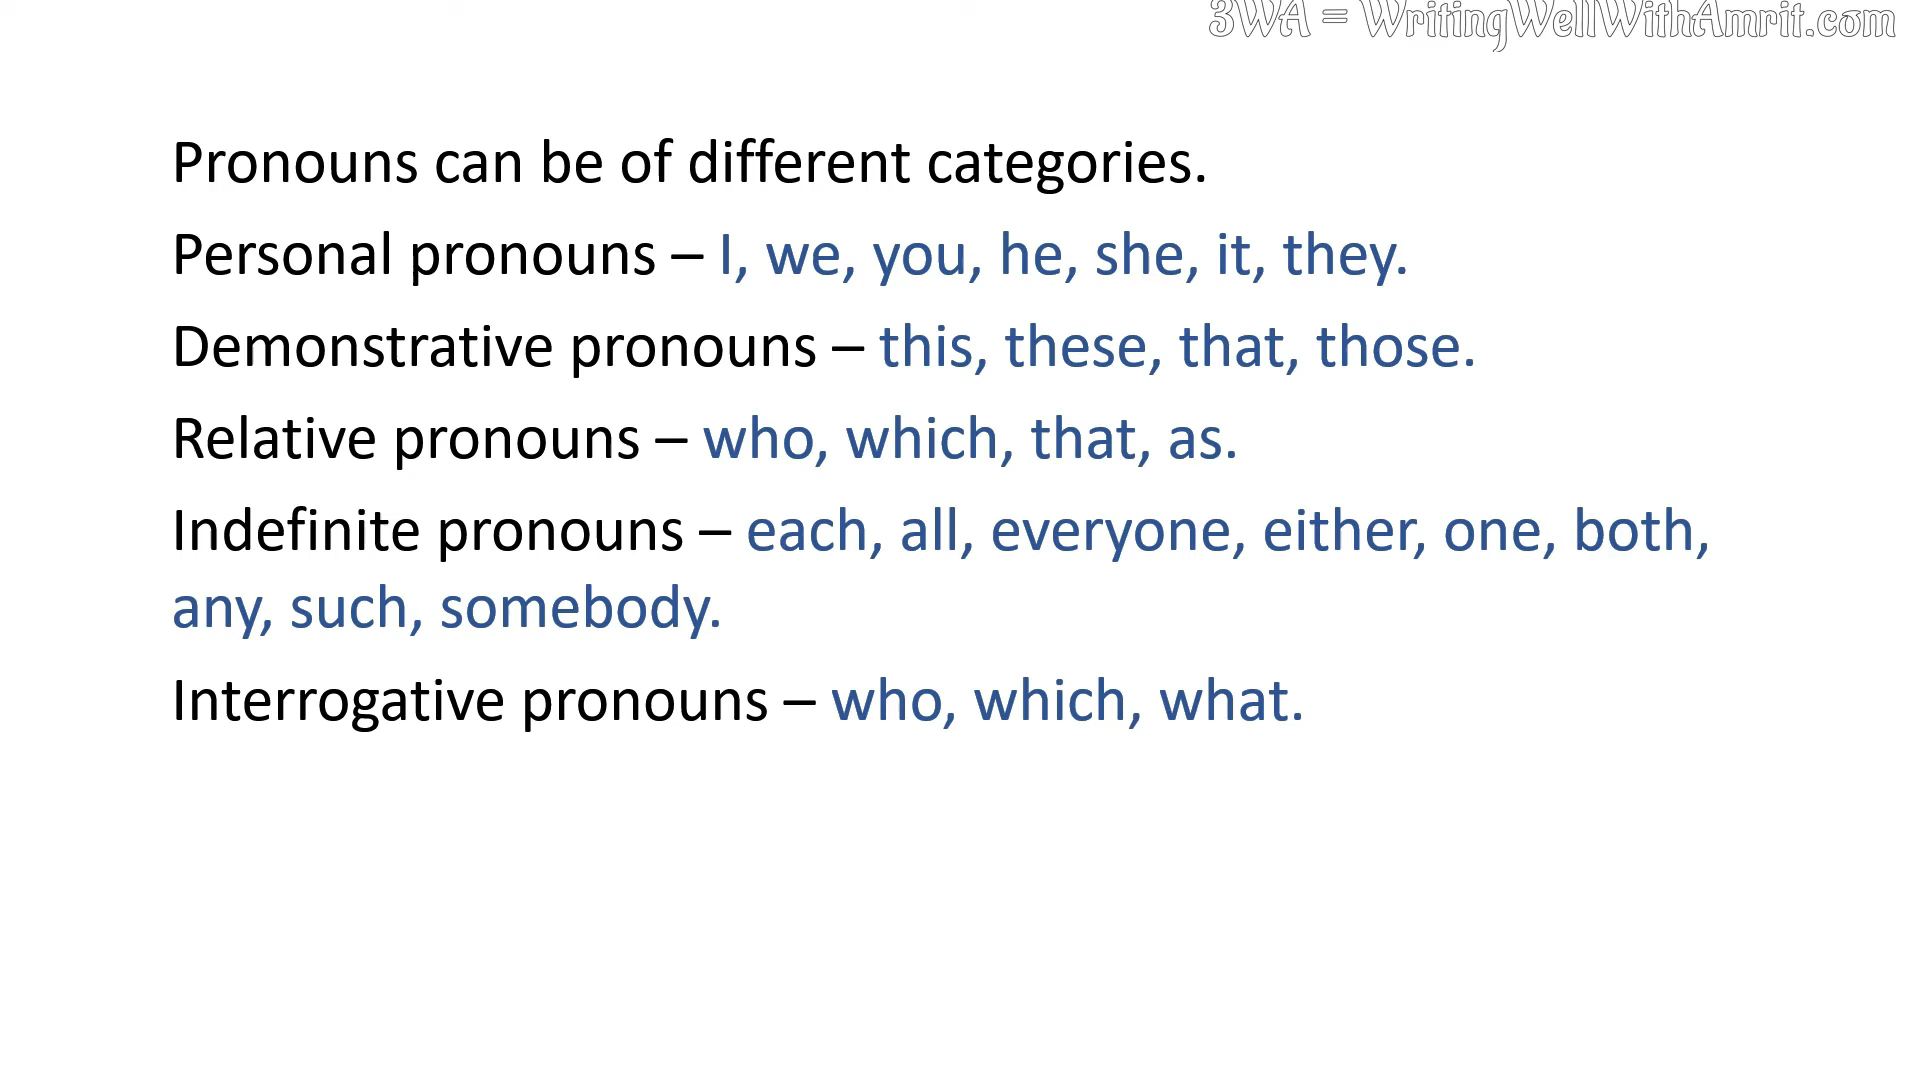 3WA = WritingWellWithAmrit.com
Pronouns can be of different categories.
Personal pronouns – I, we, you, he, she, it, they.
Demonstrative pronouns – this, these, that, those.
Relative pronouns – who, which, that, as.
Indefinite pronouns – each, all, everyone, either, one, both,
any, such, somebody.
Interrogative pronouns – who, which, what.